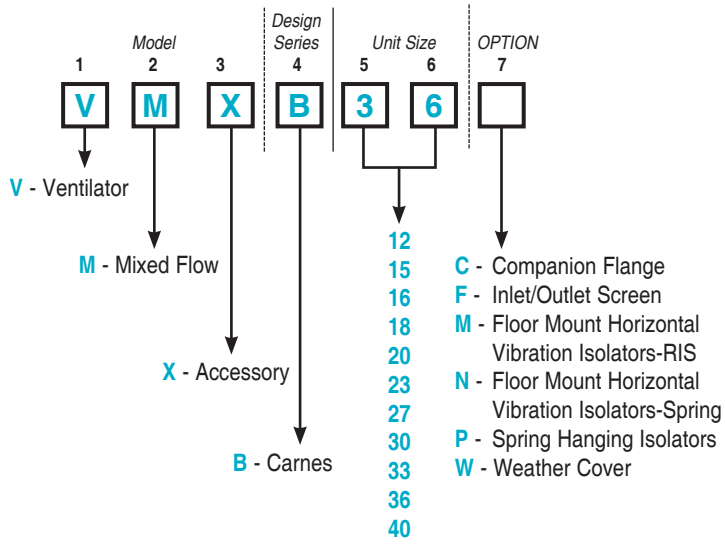 Design
Model Series Unit Size OPTION
1 2 3 4 5 6 7
V M X B 3 6
V - Ventilator
M - Mixed Flow
X - Accessory
B - Carnes
12
15
16
18
20
23
27
30
33
36
40
C - Companion Flange
F - Inlet/Outlet Screen
M - Floor Mount Horizontal
Vibration Isolators-RIS
N - Floor Mount Horizontal
Vibration Isolators-Spring
P - Spring Hanging Isolators
W - Weather Cover